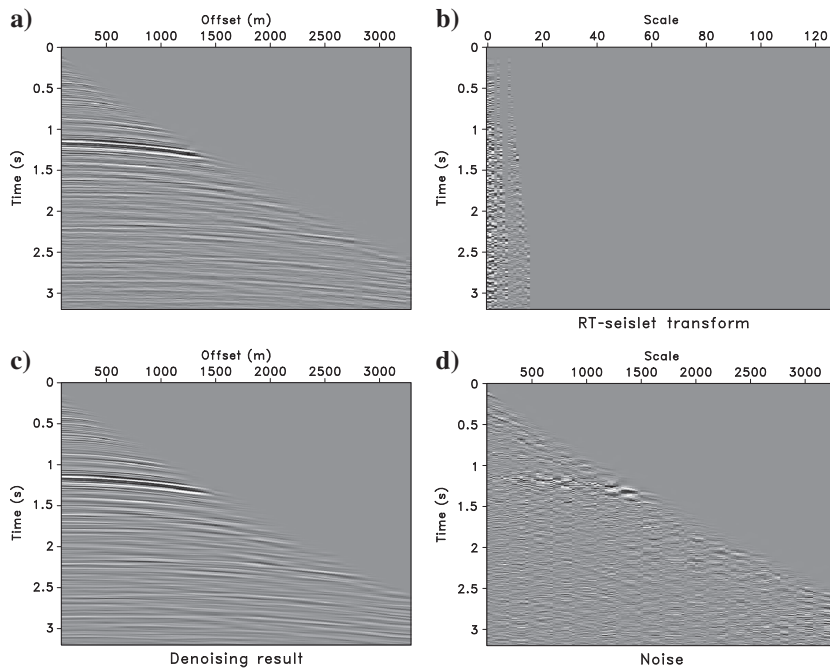 a)
Offset (m)
500 1000 1500 2000 2500 3000
Time (s)
0
0.5
1
1.5
2
2.5
3
b)
Scale
0 20 40 60 80 100 120
Time (s)
0
0.5
1
1.5
2
2.5
3
RT-seislet transform
c)
Offset (m)
500 1000 1500 2000 2500 3000
Time (s)
0
0.5
1
1.5
2
2.5
3
Denoising result
d)
Scale
500 1000 1500 2000 2500 3000
Time (s)
0
0.5
1
1.5
2
2.5
3
Noise